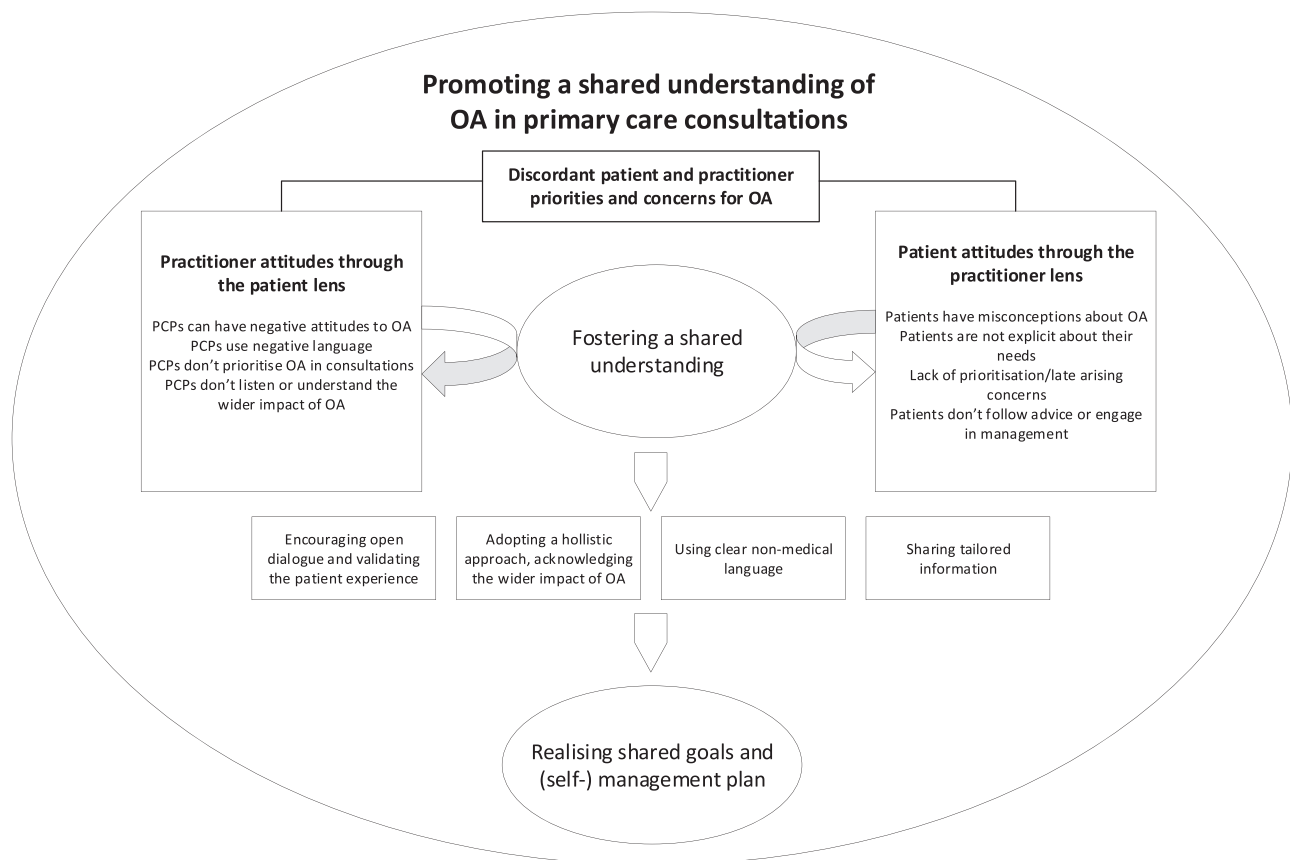 Promoting a shared understanding of
OA in primary care consultations
Discordant patient and practitioner
priorities and concerns for OA
Practitioner attitudes through
the patient lens
PCPs can have negative attitudes to OA
PCPs use negative language
PCPs don’t prioritise OA in consultations
PCPs don’t listen or understand the
wider impact of OA
Fostering a shared
understanding
Patient attitudes through the
practitioner lens
Patients have misconceptions about OA
Patients are not explicit about their
needs
Lack of prioritisation/late arising
concerns
Patients don’t follow advice or engage
in management
Encouraging open
dialogue and validating
the patient experience
Adopting a hollistic
approach, acknowledging
the wider impact of OA
Using clear non-medical
language
Sharing tailored
information
Realising shared goals and
(self-) management plan